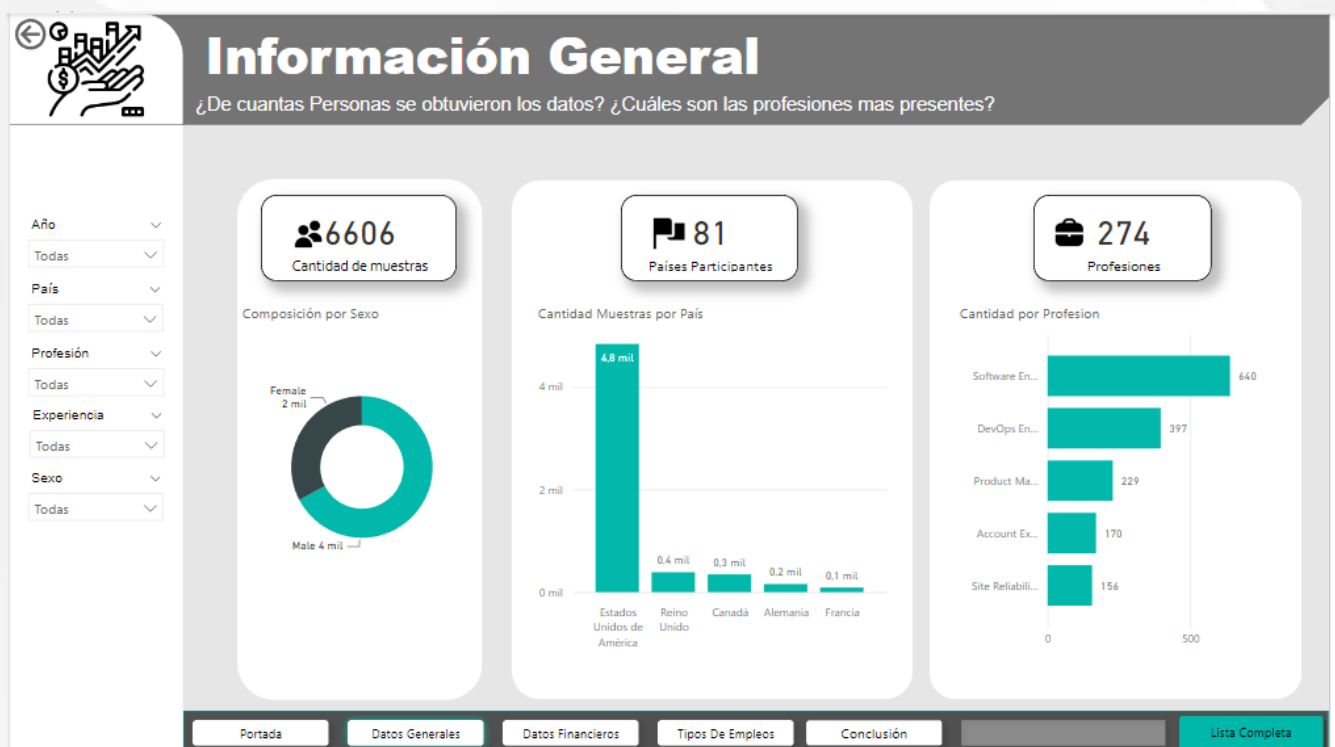 Información General
¿De cuantas Personas se obtuvieron los datos? ¿Cuáles son las profesiones mas presentes?
Año
Todas
País
Todas
Profesión
Todas
Experiencia
Todas
Sexo
Todas
6606
Cantidad de muestras
Composición por Sexo
Female
2 mil
Male 4 mil
81
Países Participantes
Cantidad Muestras por País
4 mil
2 mil
0 mil
4,8 mil
0,4 mil
0,3 mil
0,2 mil
0,1 mil
Estados
Unidos de
América
Reino
Unido
Canadá
Alemania
Francia
274
Profesiones
Cantidad por Profesion
Software En...
640
DevOps En...
397
Product Ma...
229
Account Ex...
170
Site Reliabili...
156
0
500
Portada
Datos Generales
Datos Financieros
Tipos De Empleos
Conclusión
Lista Completa